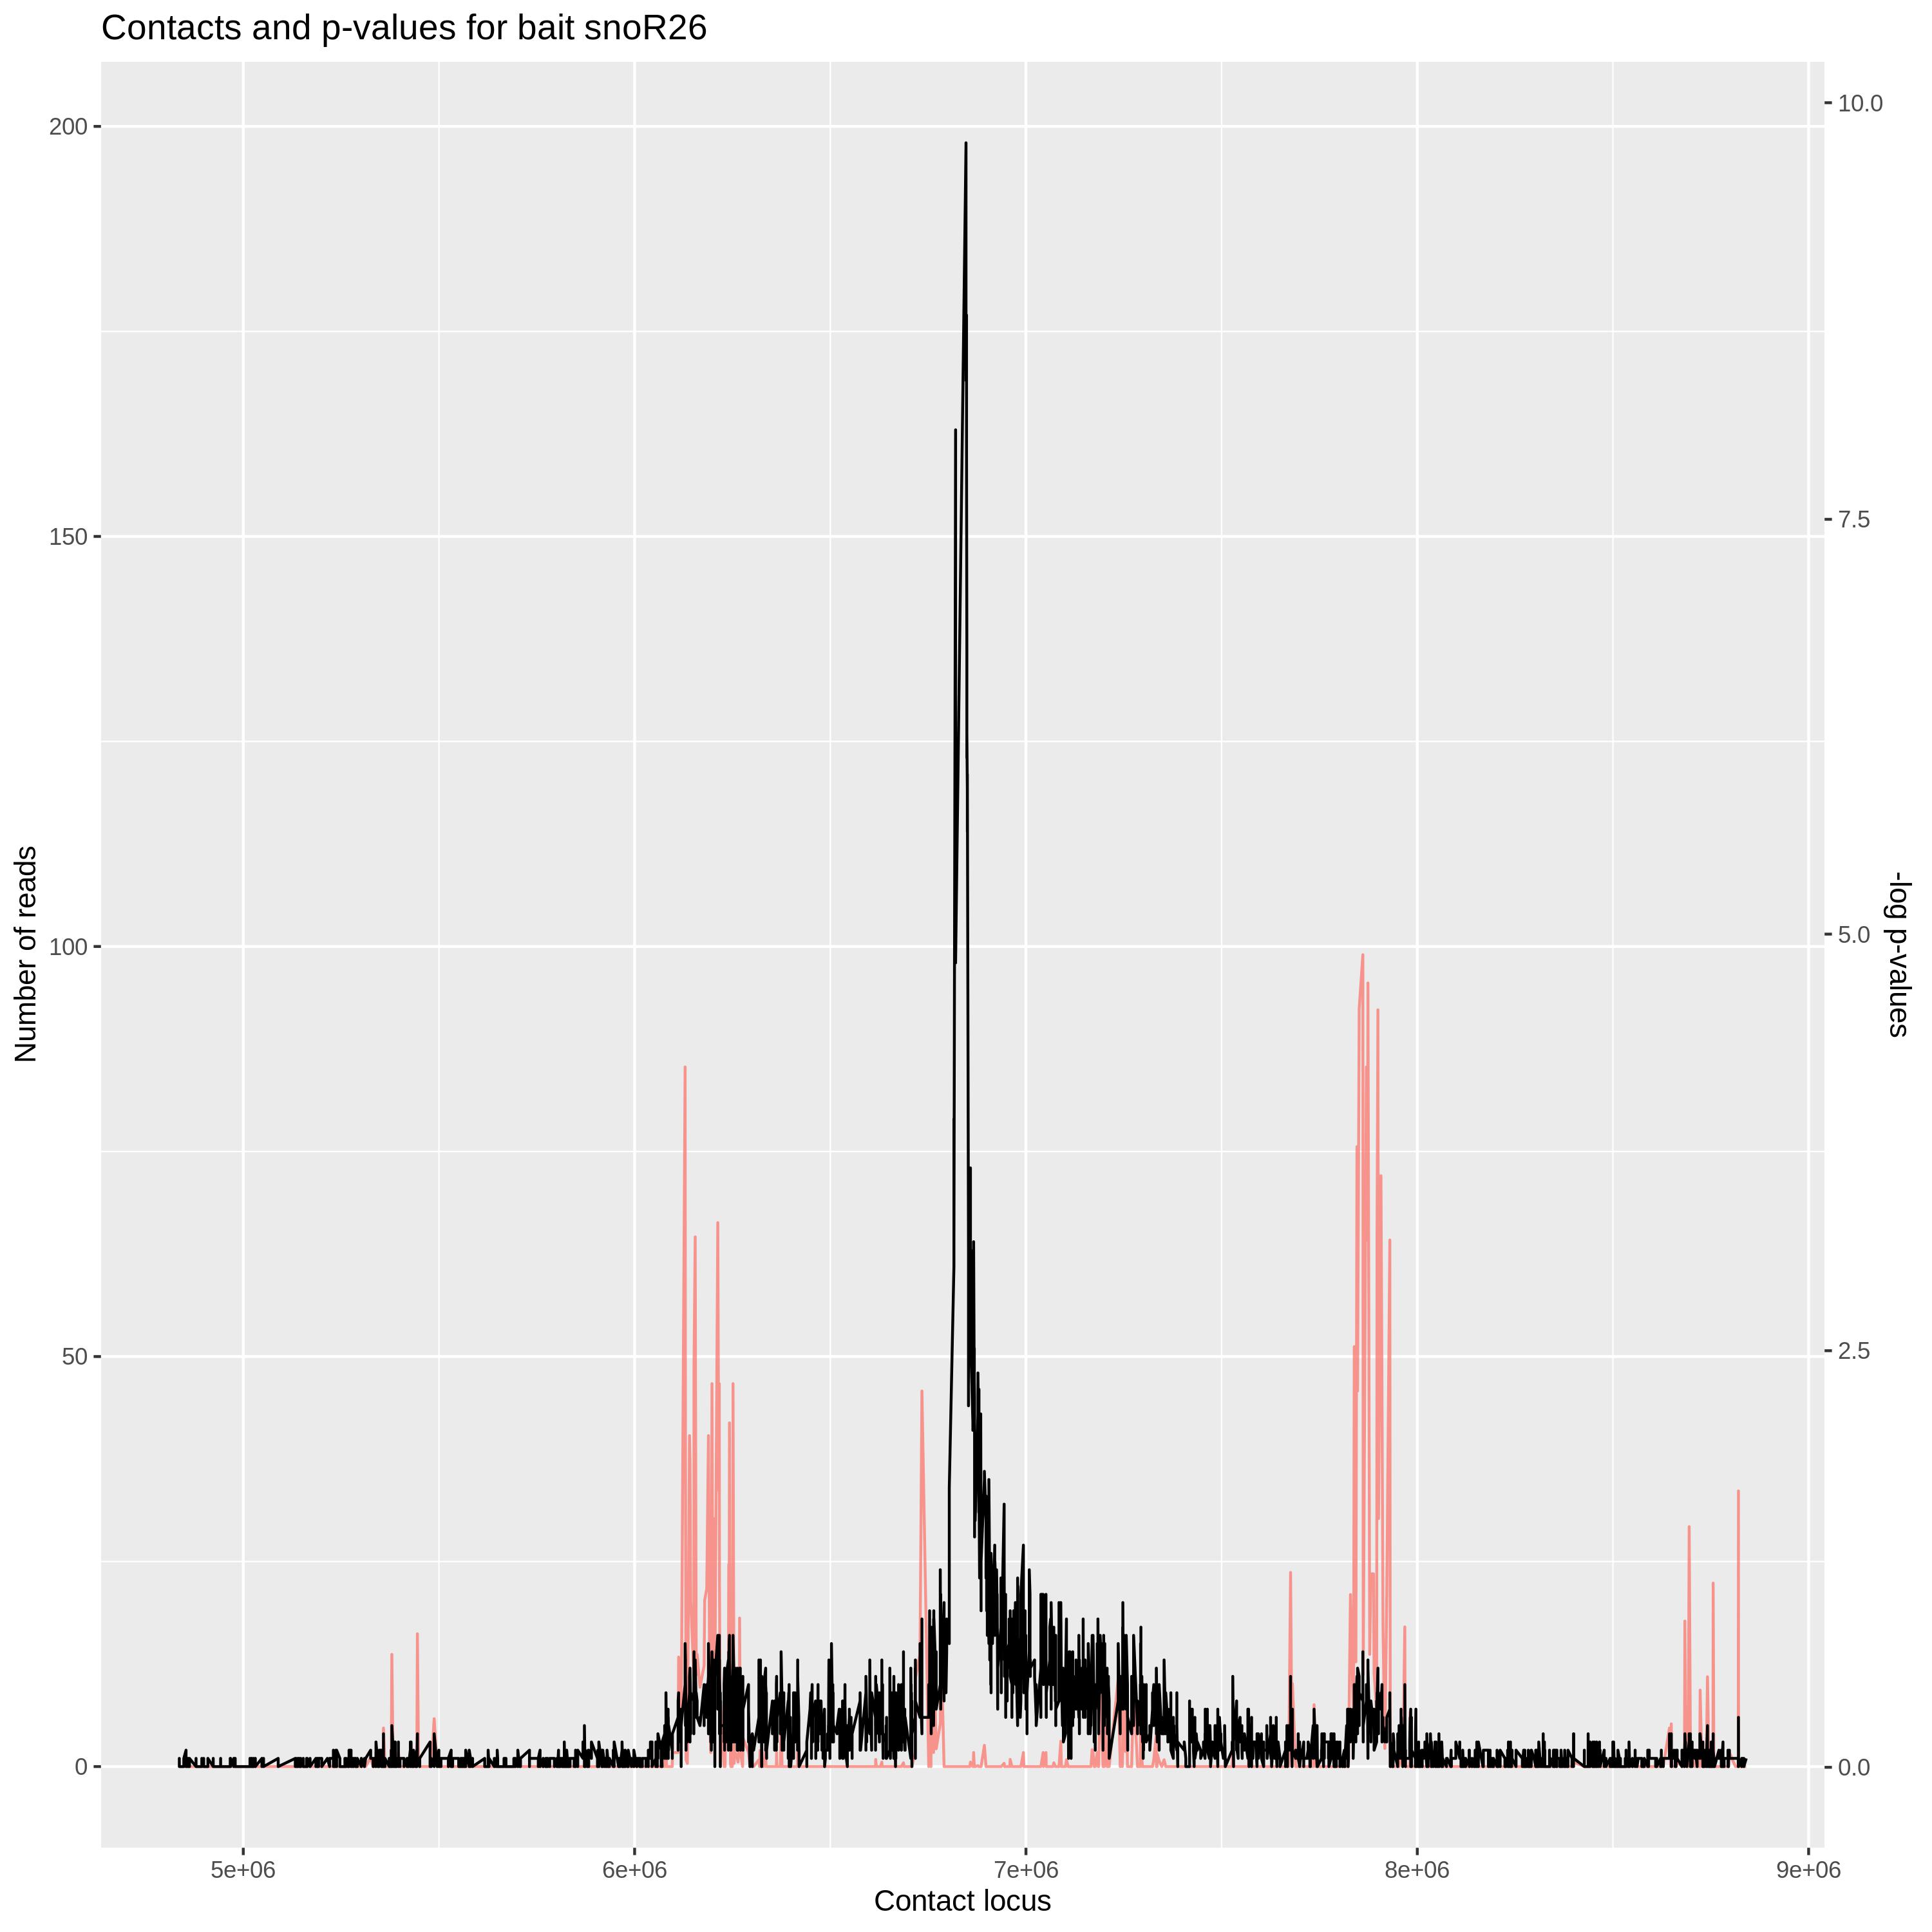 Contacts and p-values for bait snoR26
200
150
100
50
0
Number of reads
10.0
7.5
5.0
2.5
0.0
-log p-values
5e+06
6e+06
7e+06
8e+06
9e+06
Contact locus